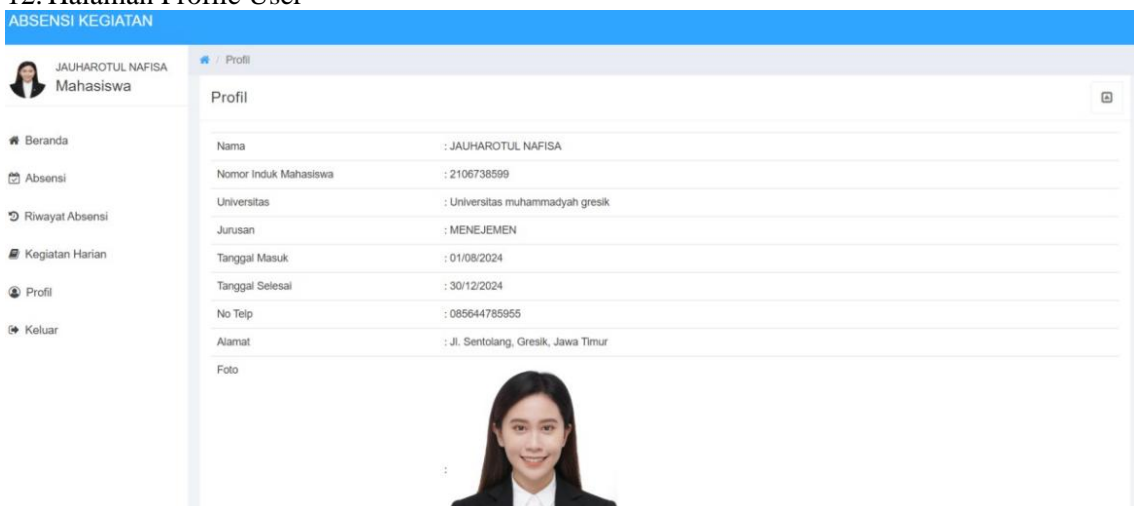 12. Halaman Profile User
ABSENSI KEGIATAN
JAUHAROTUL NAFISA
Mahasiswa
Beranda
Absensi
Riwayat Absensi
Kegiatan Harian
Profil
Keluar
/ Profil
Profil
Nama : JAUHAROTUL NAFISA
Nomor Induk Mahasiswa : 2106738599
Universitas : Universitas muhammadyah gresik
Jurusan : MENEJEMEN
Tanggal Masuk : 01/08/2024
Tanggal Selesai : 30/12/2024
No Telp : 085644785955
Alamat : Jl. Sentolang, Gresik, Jawa Timur
Foto :